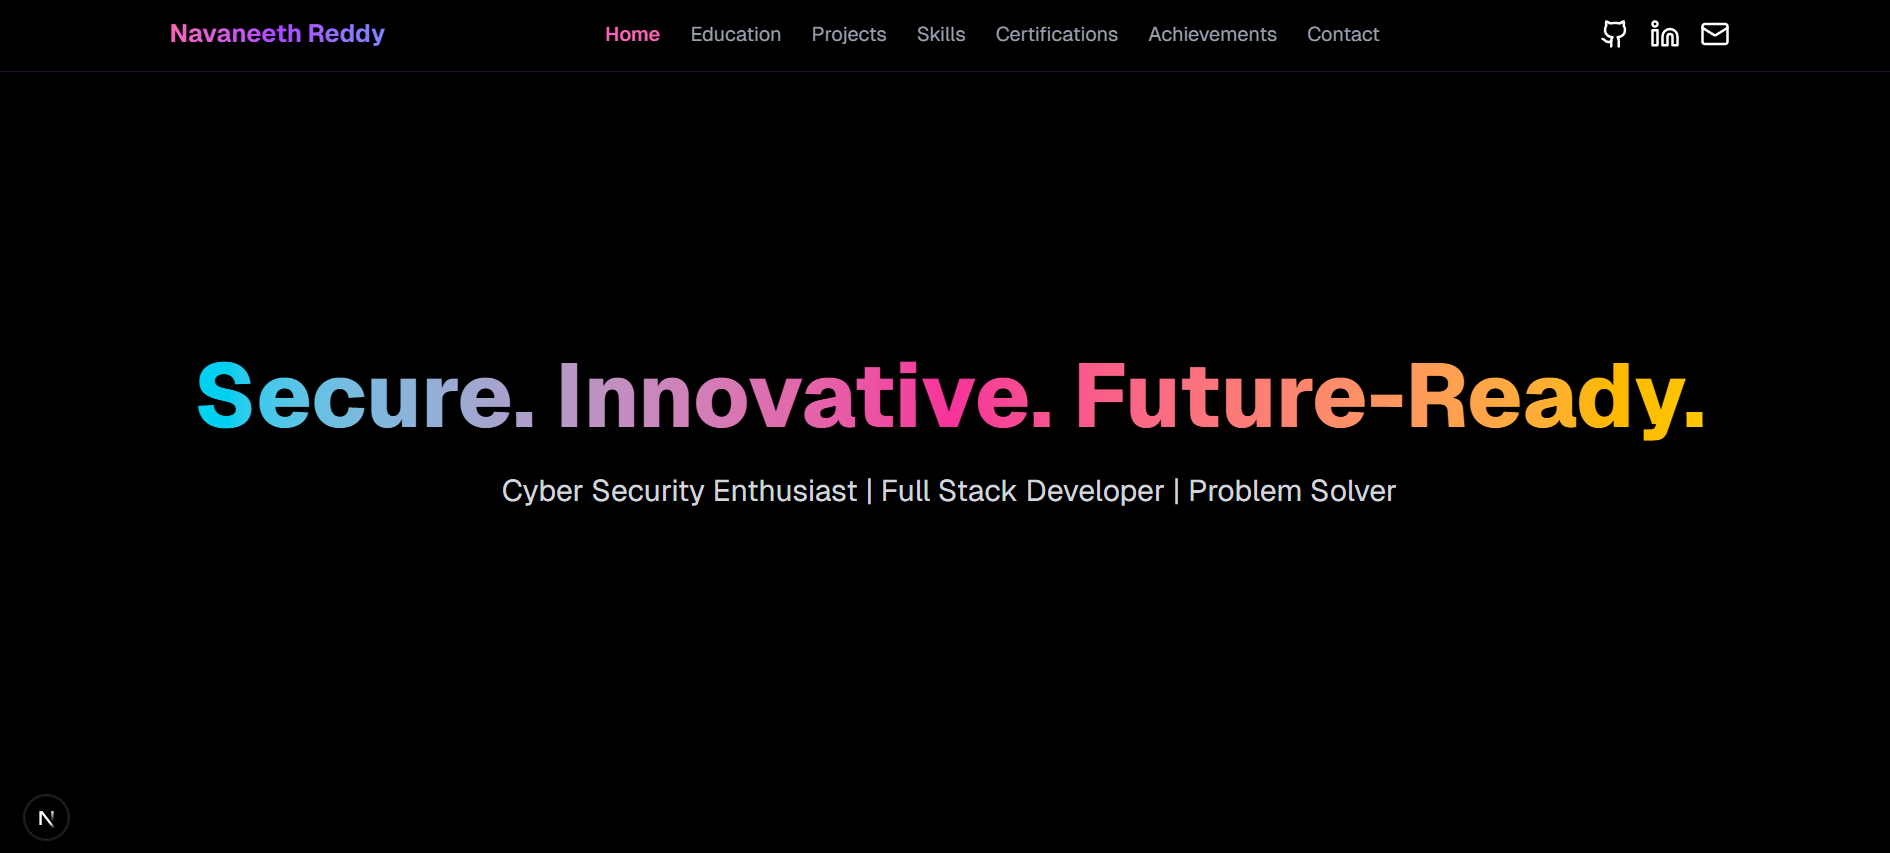 Navaneeth Reddy Home Education Projects Skills Certifications Achievements Contact
Secure. Innovative. Future-Ready.
Cyber Security Enthusiast | Full Stack Developer | Problem Solver
N